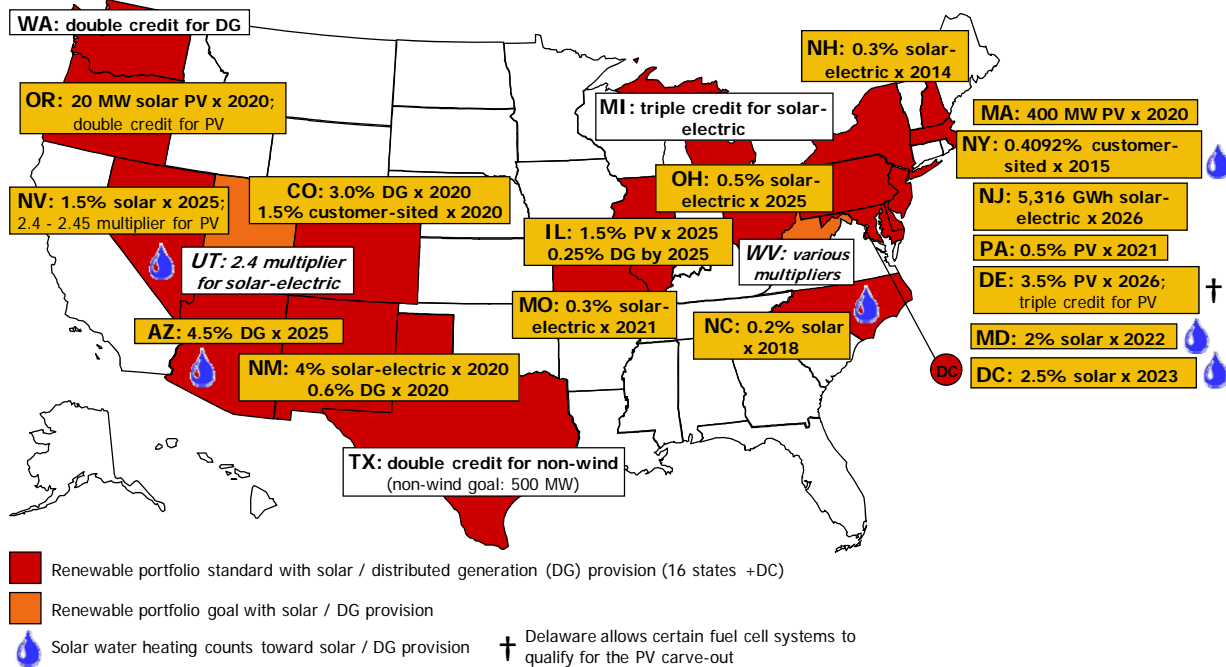 WA: double credit for DG
OR: 20 MW solar PV x 2020;
double credit for PV
NV: 1.5% solar x 2025;
2.4 - 2.45 multiplier for PV
UT: 2.4 multiplier
for solar-electric
CO: 3.0% DG x 2020
1.5% customer-sited x 2020
AZ: 4.5% DG x 2025
NM: 4% solar-electric x 2020
0.6% DG x 2020
TX: double credit for non-wind
(non-wind goal: 500 MW)
MI: triple credit for solar-
electric
OH: 0.5% solar-
electric x 2025
IL: 1.5% PV x 2025
0.25% DG by 2025
WV: various
multipliers
MO: 0.3% solar-
electric x 2021
NC: 0.2% solar
x 2018
NH: 0.3% solar-
electric x 2014
MA: 400 MW PV x 2020
NY: 0.4092% customer-
sited x 2015
NJ: 5,316 GWh solar-
electric x 2026
PA: 0.5% PV x 2021
DE: 3.5% PV x 2026;
triple credit for PV
†
MD: 2% solar x 2022
DC: 2.5% solar x 2023
DC
Renewable portfolio standard with solar / distributed generation (DG) provision (16 states +DC)
Renewable portfolio goal with solar / DG provision
Solar water heating counts toward solar / DG provision
† Delaware allows certain fuel cell systems to
qualify for the PV carve-out